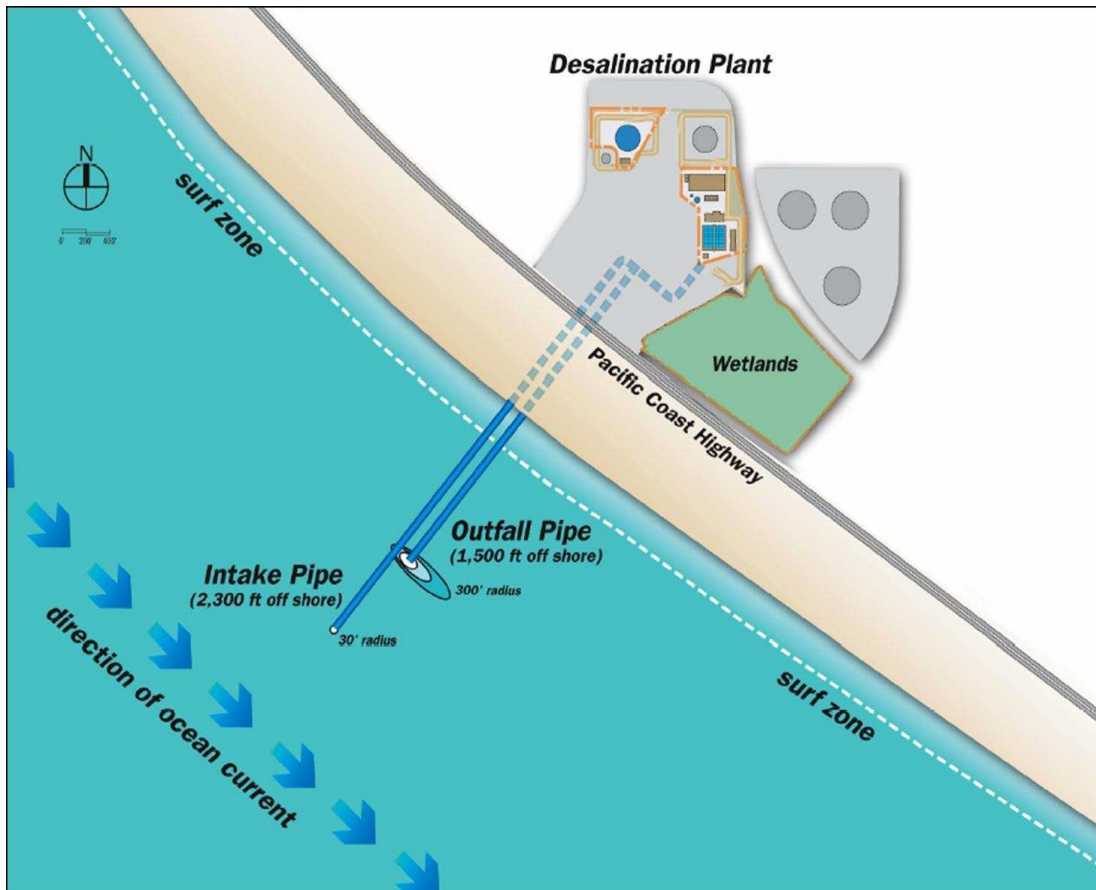 Desalination Plant
N
surf zone
0' 200' 400'
Wetlands
Pacific Coast Highway
Outfall Pipe
(1,500 ft off shore)
300' radius
Intake Pipe
(2,300 ft off shore)
30' radius
direction of ocean current
surf zone